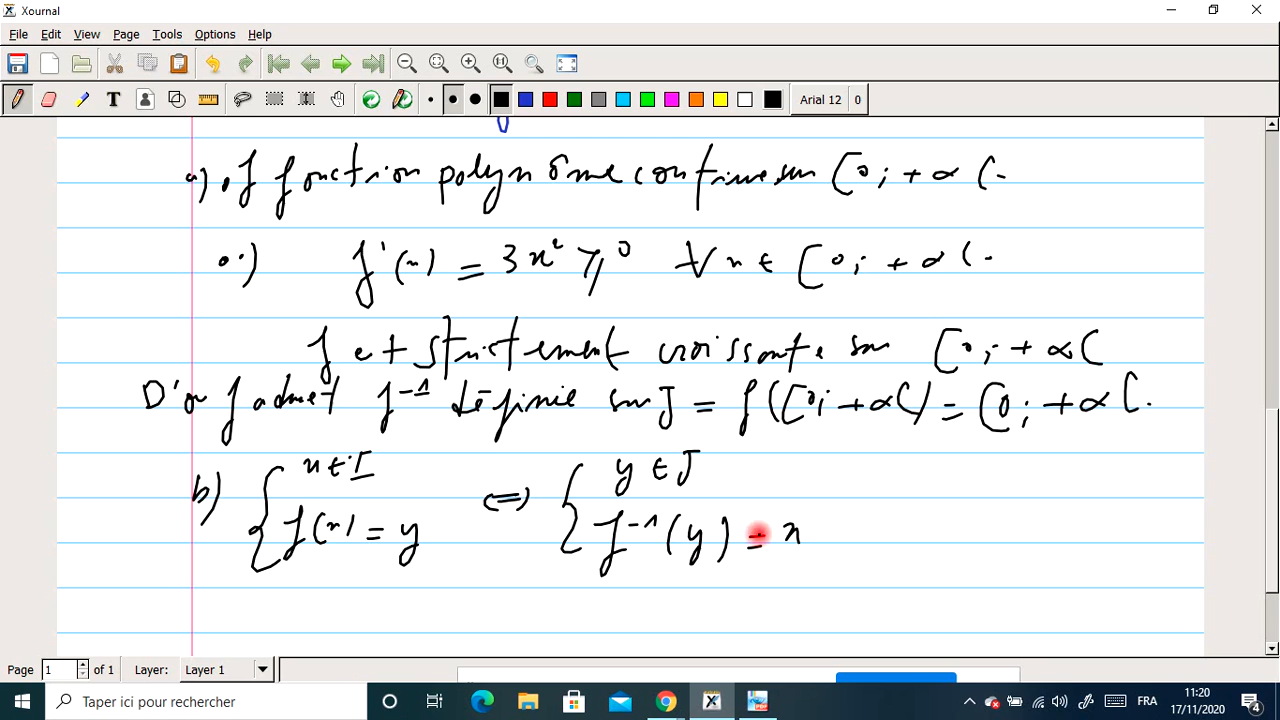 Xournal
File Edit View Page Tools Options Help
Arial 12 0
a) . f fonction polynôme continue sur [0; + ∞ [.
..) f'(x) = 3x² ⩾ 0 ∀ x ∈ [0; + ∞ [.
f est strictement croissante sur [0; + ∞ [
D'où f admet f⁻¹ définie sur J = f([0; +∞[) = [0; + ∞ [.
b) { x ∈ I ⟺ { y ∈ J
f(x) = y f⁻¹(y) = x
Page 1 of 1 Layer: Layer 1
Taper ici pour rechercher
FRA
11:20
17/11/2020
4